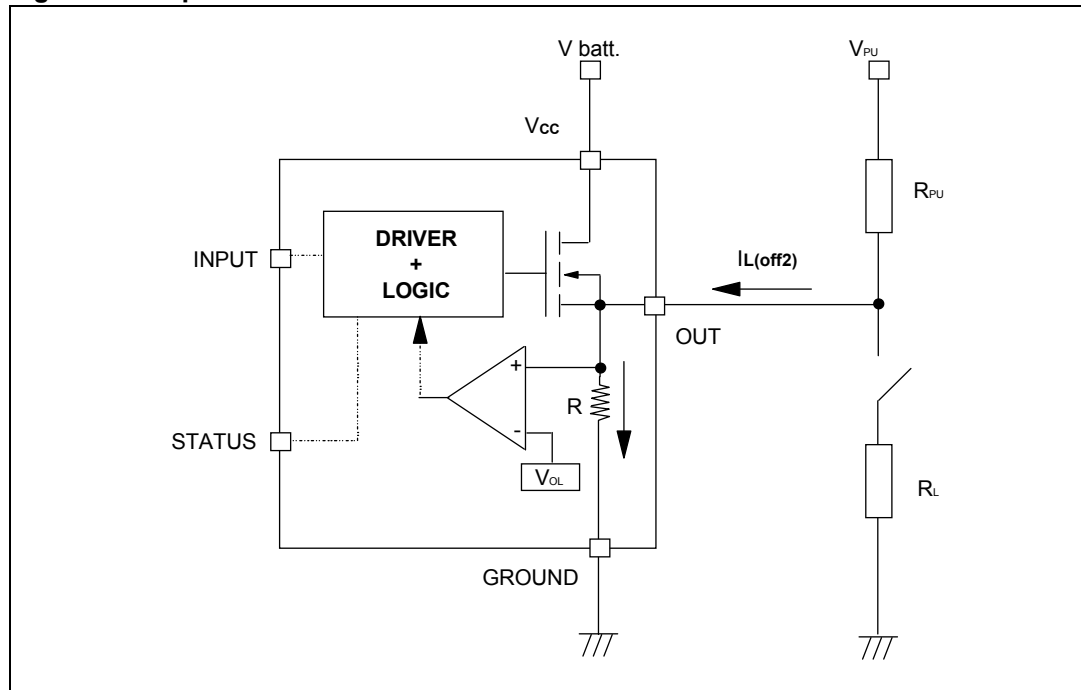 V batt.
VPU
Vcc
RPU
DRIVER
+
LOGIC
INPUT
IL(off2)
OUT
+
R
-
STATUS
VOL
RL
GROUND